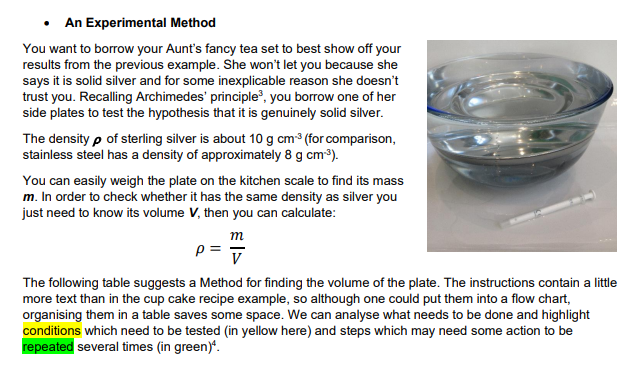 • An Experimental Method
You want to borrow your Aunt's fancy tea set to best show off your
results from the previous example. She won't let you because she
says it is solid silver and for some inexplicable reason she doesn't
trust you. Recalling Archimedes' principle³, you borrow one of her
side plates to test the hypothesis that it is genuinely solid silver.
The density ρ of sterling silver is about 10 g cm⁻³ (for comparison,
stainless steel has a density of approximately 8 g cm⁻³).
You can easily weigh the plate on the kitchen scale to find its mass
m. In order to check whether it has the same density as silver you
just need to know its volume V, then you can calculate:
ρ = m/V
The following table suggests a Method for finding the volume of the plate. The instructions contain a little
more text than in the cup cake recipe example, so although one could put them into a flow chart,
organising them in a table saves some space. We can analyse what needs to be done and highlight
conditions which need to be tested (in yellow here) and steps which may need some action to be
repeated several times (in green)⁴.